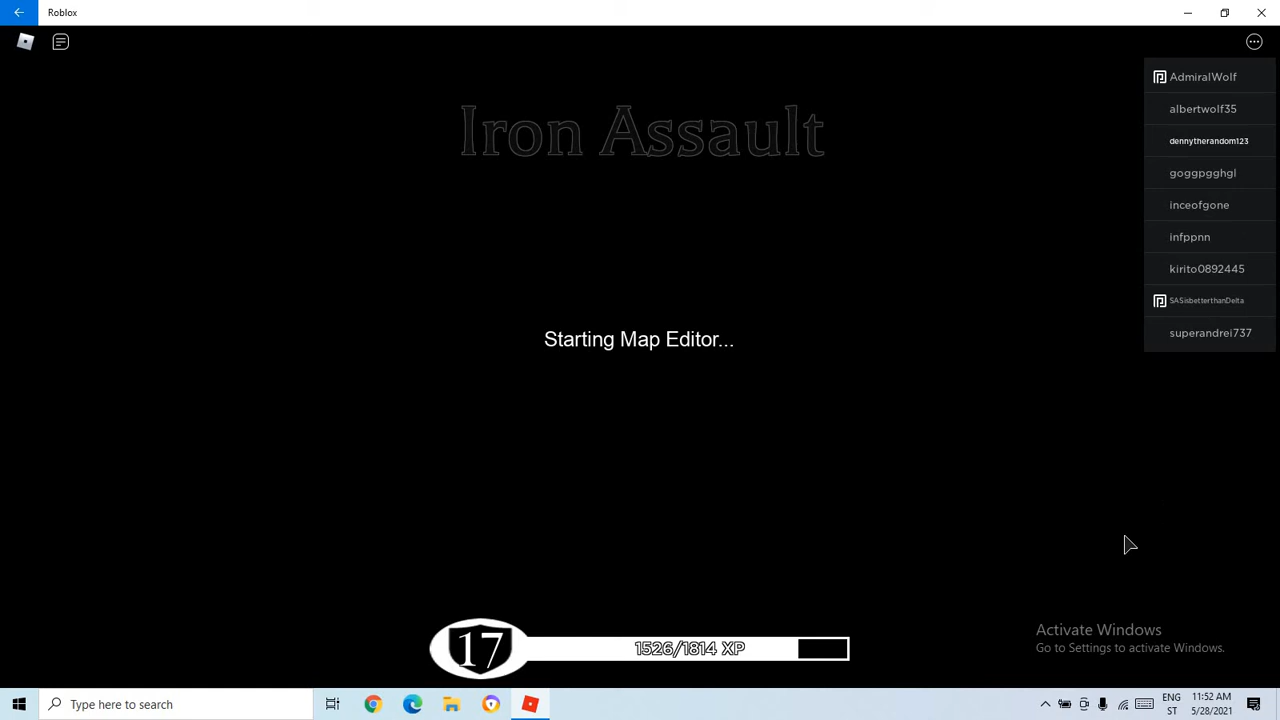 Roblox
Iron Assault
AdmiralWolf
albertwolf35
dennytherandom123
goggpgghgl
inceofgone
infppnn
kirito0892445
SASisbetterthanDelta
superandrei737
Starting Map Editor...
17
1526/1814 XP
Activate Windows
Go to Settings to activate Windows.
Type here to search
ENG
ST
11:52 AM
5/28/2021